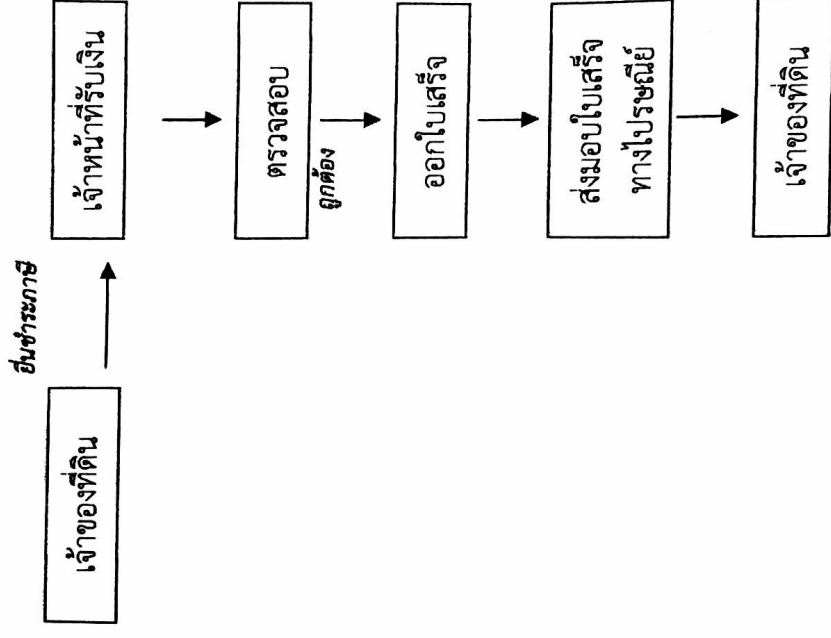 เจ้าของที่ดิน
ยื่นชำระภาษี
เจ้าหน้าที่รับเงิน
ตรวจสอบ
ถูกต้อง
ออกใบเสร็จ
ส่งมอบใบเสร็จ
ทางไปรษณีย์
เจ้าของที่ดิน